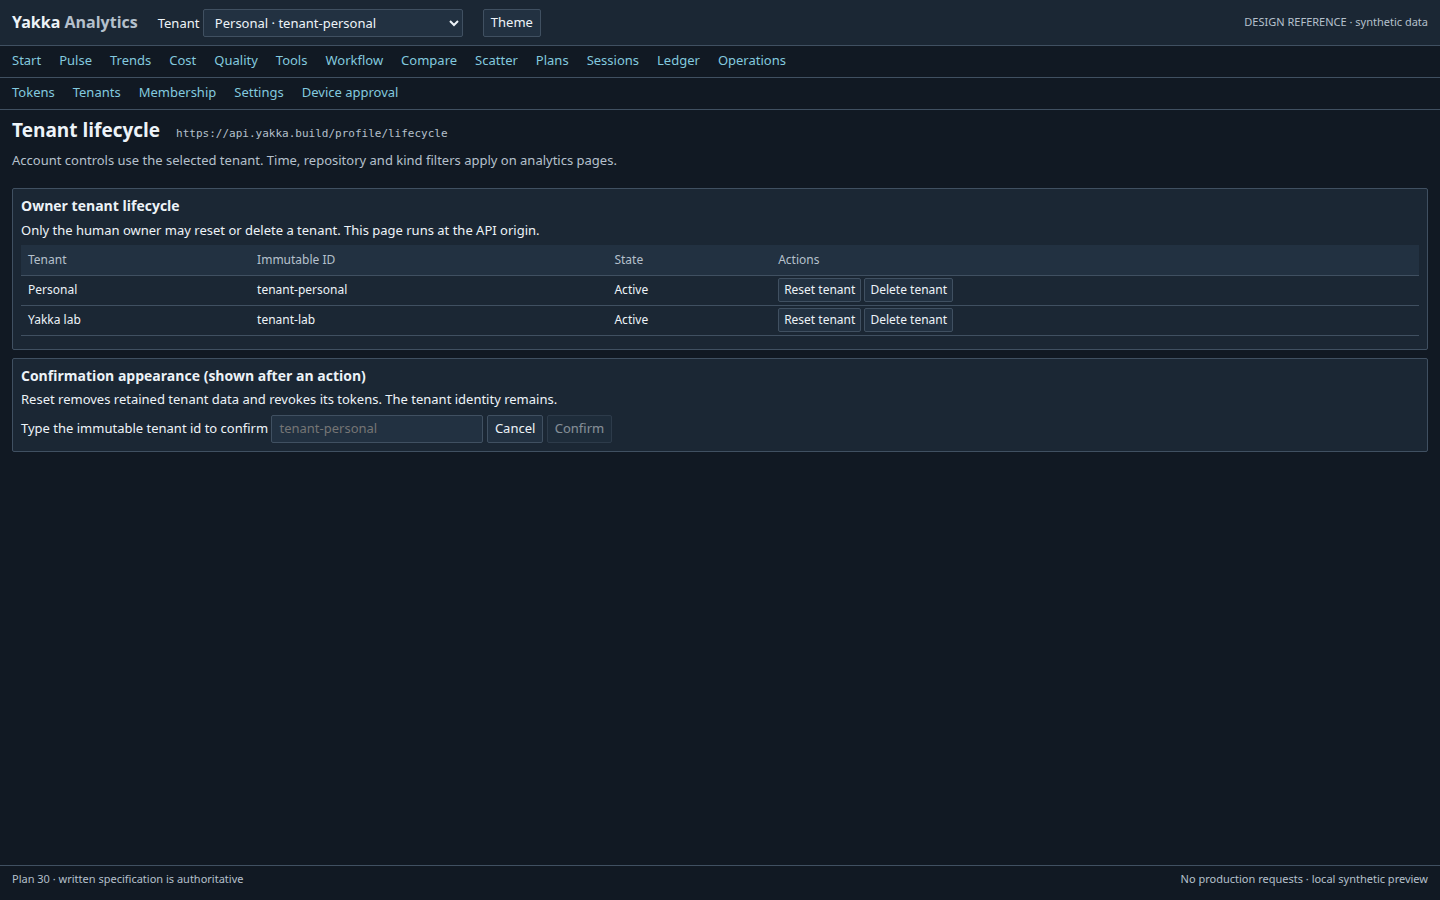 Yakka Analytics Tenant Personal · tenant-personal Theme DESIGN REFERENCE · synthetic data
Start Pulse Trends Cost Quality Tools Workflow Compare Scatter Plans Sessions Ledger Operations
Tokens Tenants Membership Settings Device approval
Tenant lifecycle https://api.yakka.build/profile/lifecycle
Account controls use the selected tenant. Time, repository and kind filters apply on analytics pages.
Owner tenant lifecycle
Only the human owner may reset or delete a tenant. This page runs at the API origin.
Tenant Immutable ID State Actions
Personal tenant-personal Active Reset tenant Delete tenant
Yakka lab tenant-lab Active Reset tenant Delete tenant
Confirmation appearance (shown after an action)
Reset removes retained tenant data and revokes its tokens. The tenant identity remains.
Type the immutable tenant id to confirm tenant-personal Cancel Confirm
Plan 30 · written specification is authoritative No production requests · local synthetic preview